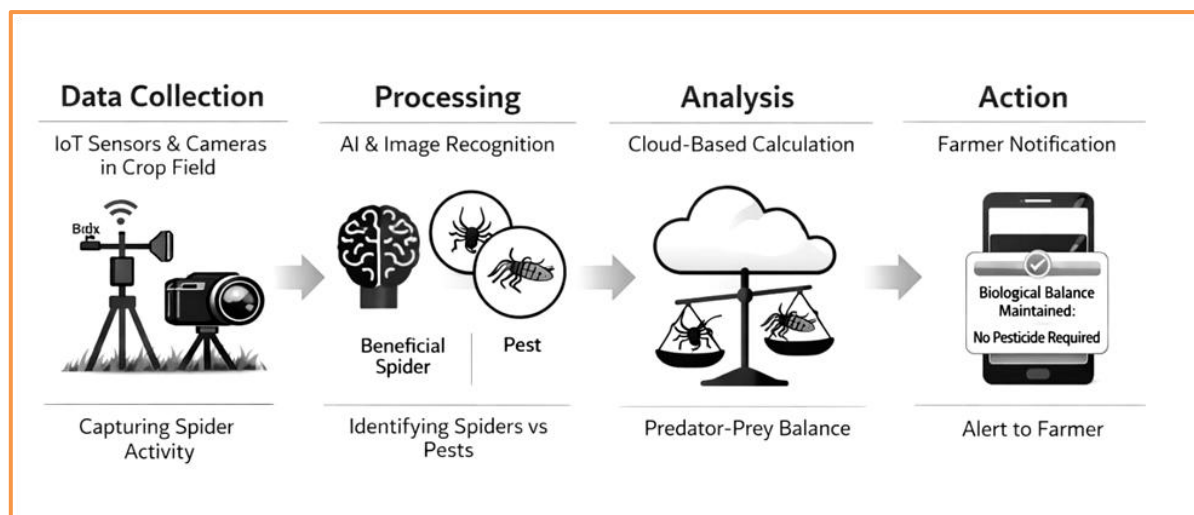 Data Collection
IoT Sensors & Cameras
in Crop Field
Capturing Spider
Activity
Processing
AI & Image Recognition
Beneficial
Spider
Pest
Identifying Spiders vs
Pests
Analysis
Cloud-Based Calculation
Predator-Prey Balance
Action
Farmer Notification
Biological Balance
Maintained:
No Pesticide Required
Alert to Farmer